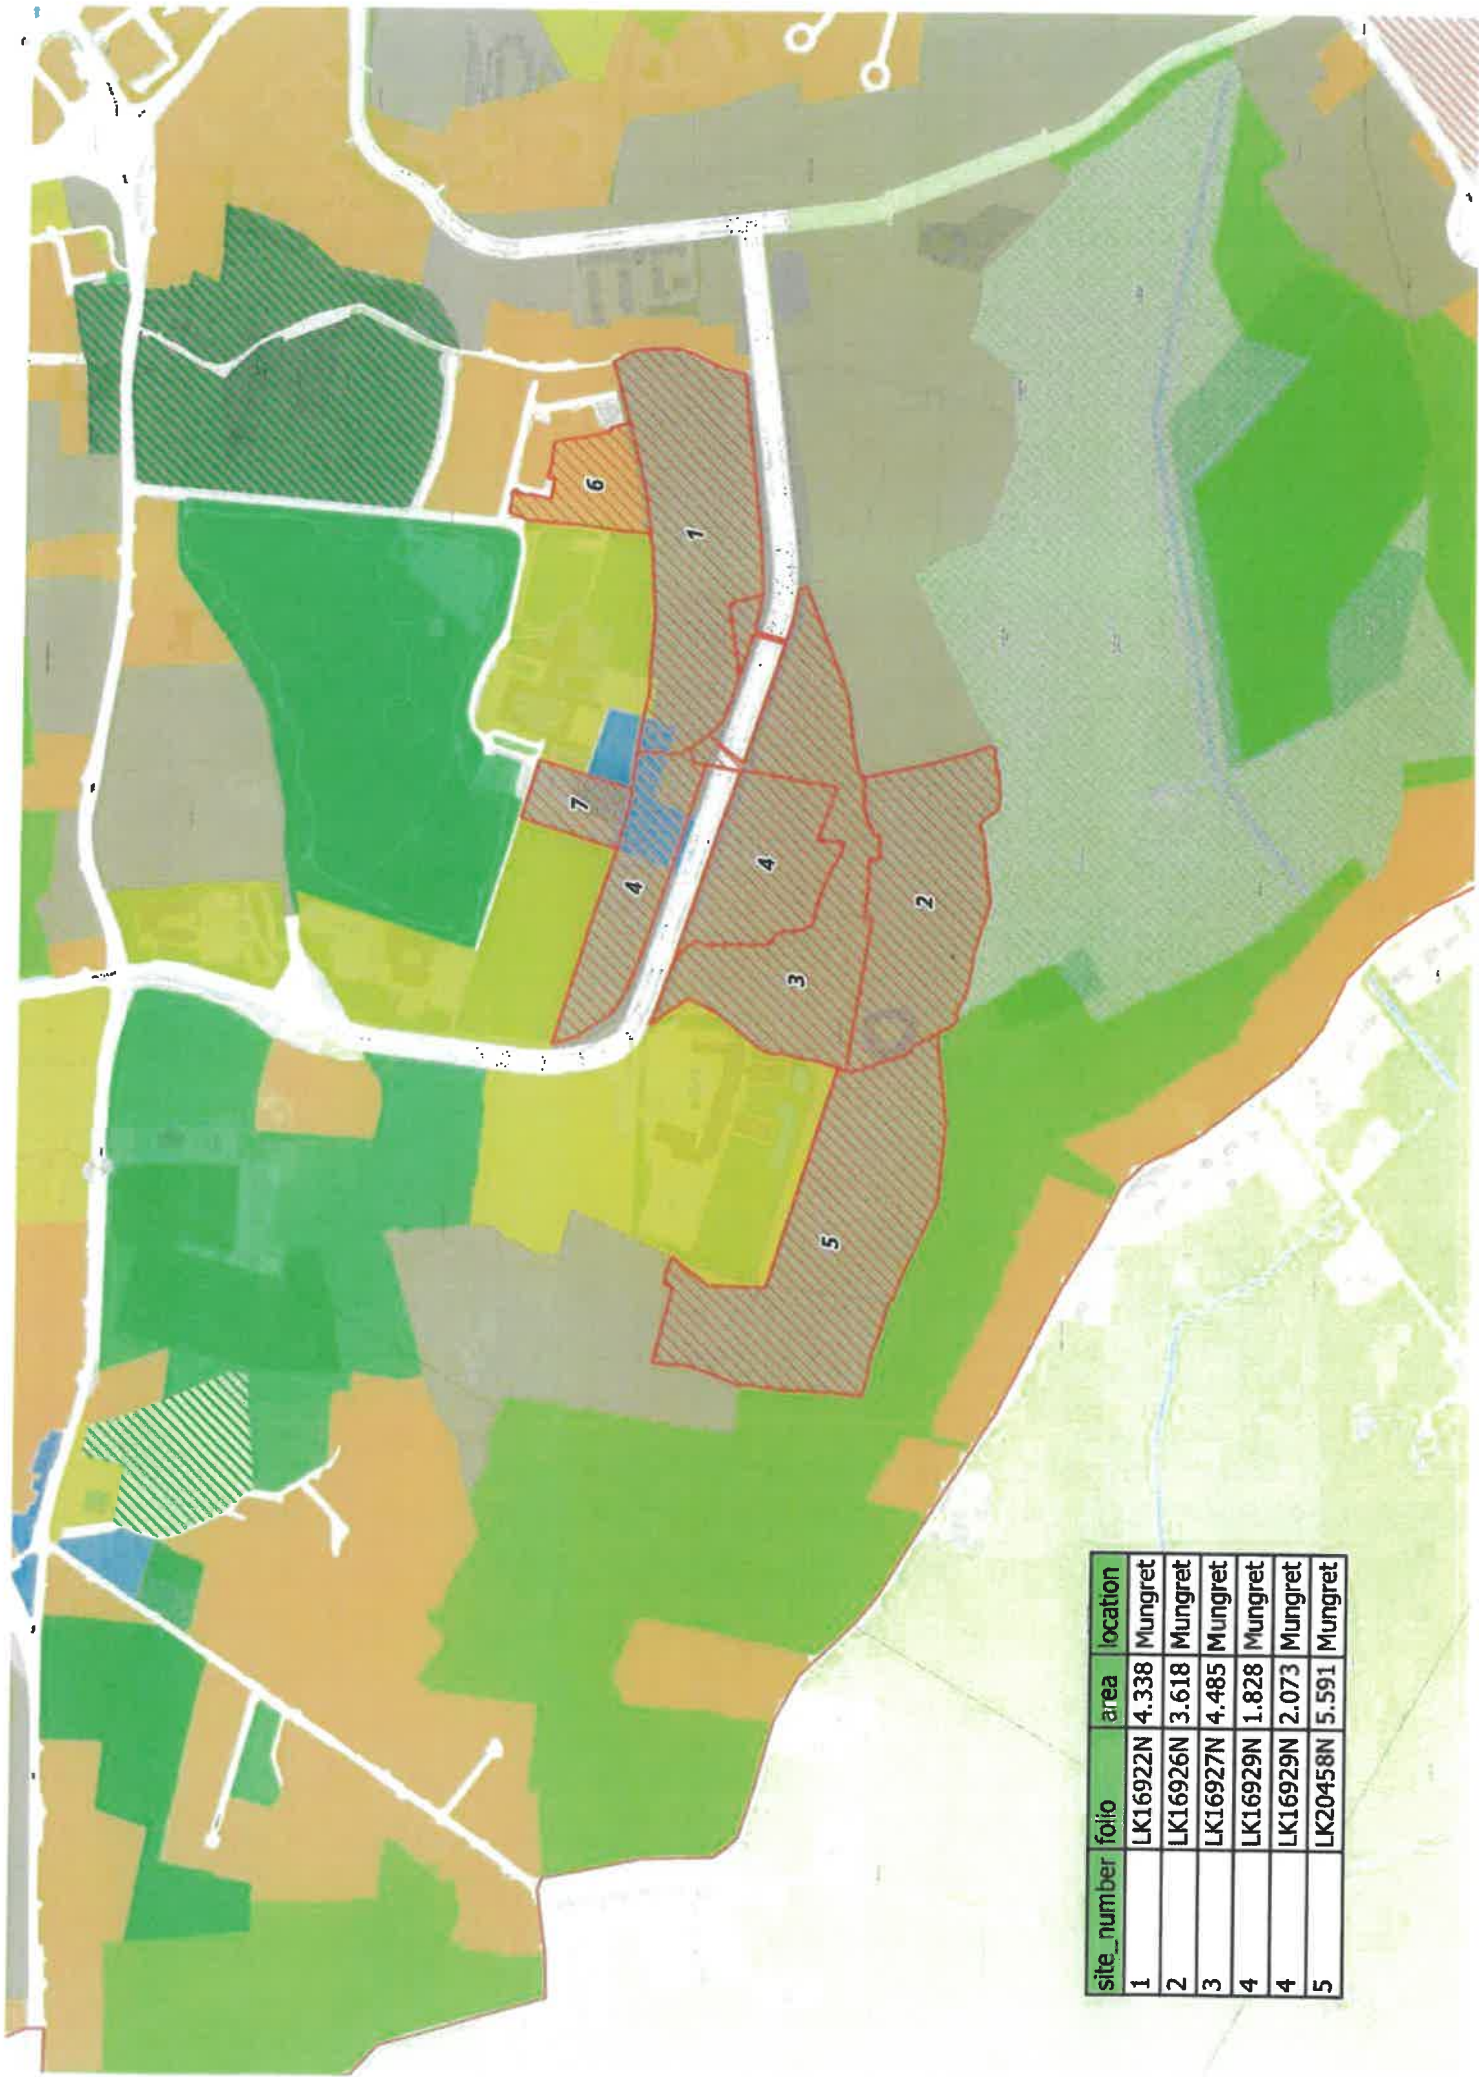 6
1
7
4
4
2
3
5
site_number folio area location
1 LK16922N 4.338 Mungret
2 LK16926N 3.618 Mungret
3 LK16927N 4.485 Mungret
4 LK16929N 1.828 Mungret
4 LK16929N 2.073 Mungret
5 LK20458N 5.591 Mungret